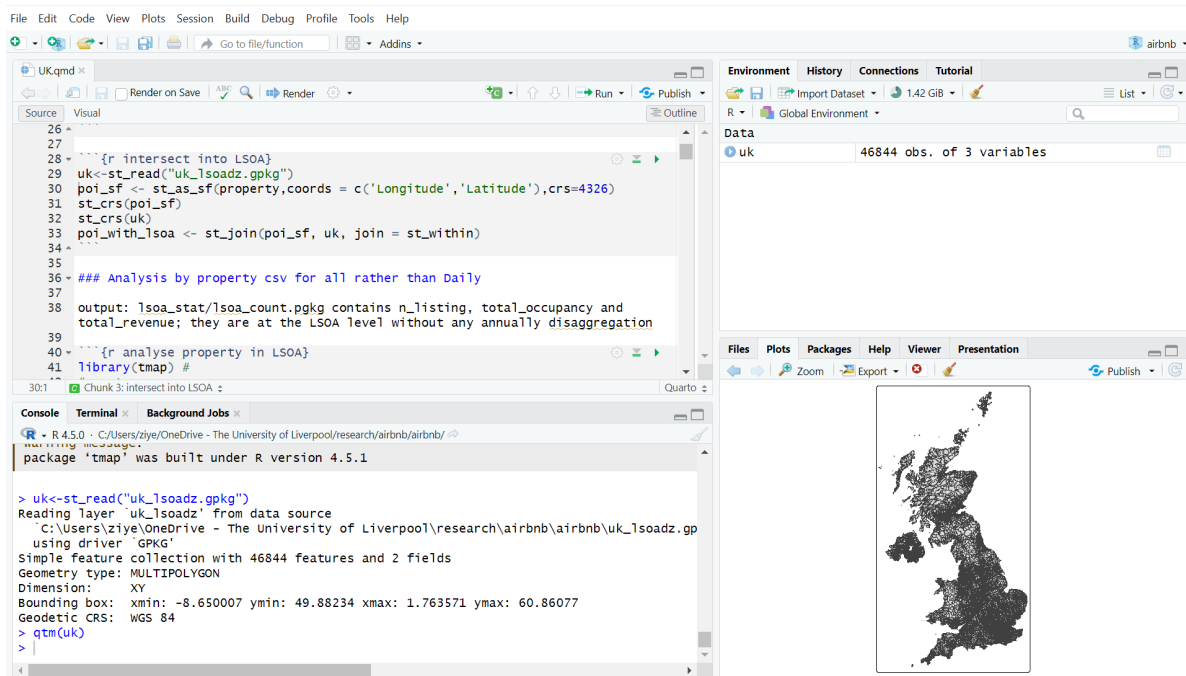 File Edit Code View Plots Session Build Debug Profile Tools Help
Go to file/function Addins airbnb
UK.qmd
Render on Save ABC Render Run Publish
Source Visual Outline
26 ```
27
28 ```{r intersect into LSOA}
29 uk<-st_read("uk_lsoadz.gpkg")
30 poi_sf <- st_as_sf(property,coords = c('Longitude','Latitude'),crs=4326)
31 st_crs(poi_sf)
32 st_crs(uk)
33 poi_with_lsoa <- st_join(poi_sf, uk, join = st_within)
34 ```
35
36 ### Analysis by property csv for all rather than Daily
37
38 output: lsoa_stat/lsoa_count.pgkg contains n_listing, total_occupancy and
total_revenue; they are at the LSOA level without any annually disaggregation
39
40 ```{r analyse property in LSOA}
41 library(tmap) #
30:1 Chunk 3: intersect into LSOA Quarto
Console Terminal Background Jobs
R 4.5.0 · C:/Users/ziye/OneDrive - The University of Liverpool/research/airbnb/airbnb/
warning message:
package ‘tmap’ was built under R version 4.5.1
> uk<-st_read("uk_lsoadz.gpkg")
Reading layer `uk_lsoadz' from data source
`C:\Users\ziye\OneDrive - The University of Liverpool\research\airbnb\airbnb\uk_lsoadz.gp
using driver `GPKG'
Simple feature collection with 46844 features and 2 fields
Geometry type: MULTIPOLYGON
Dimension: XY
Bounding box: xmin: -8.650007 ymin: 49.88234 xmax: 1.763571 ymax: 60.86077
Geodetic CRS: WGS 84
> qtm(uk)
>
Environment History Connections Tutorial
Import Dataset 1.42 GiB List
R Global Environment
Data
uk 46844 obs. of 3 variables
Files Plots Packages Help Viewer Presentation
Zoom Export Publish